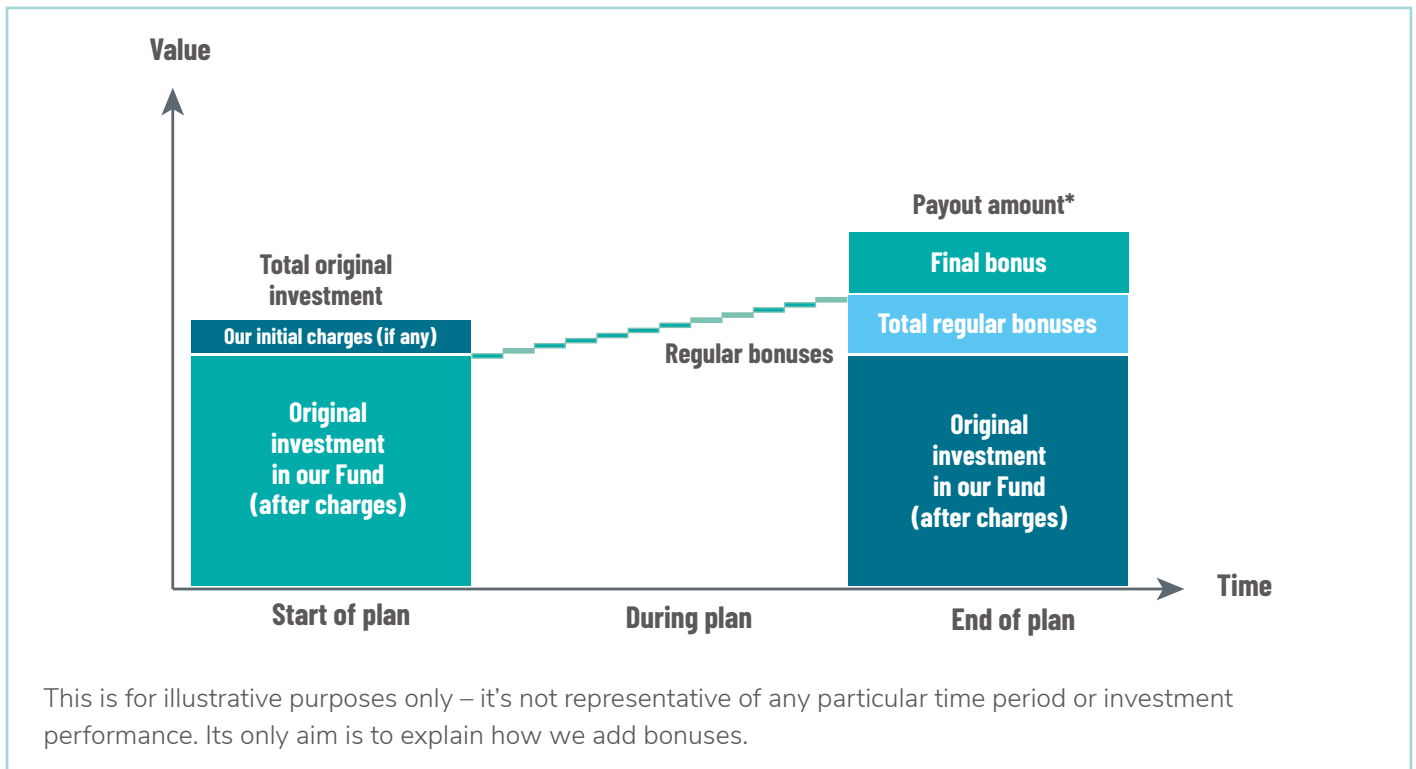 Value
Payout amount*
Final bonus
Total original
investment
Our initial charges (if any)
Total regular bonuses
Regular bonuses
Original
investment
in our Fund
(after charges)
Original
investment
in our Fund
(after charges)
Time
Start of plan
During plan
End of plan
This is for illustrative purposes only – it’s not representative of any particular time period or investment
performance. Its only aim is to explain how we add bonuses.